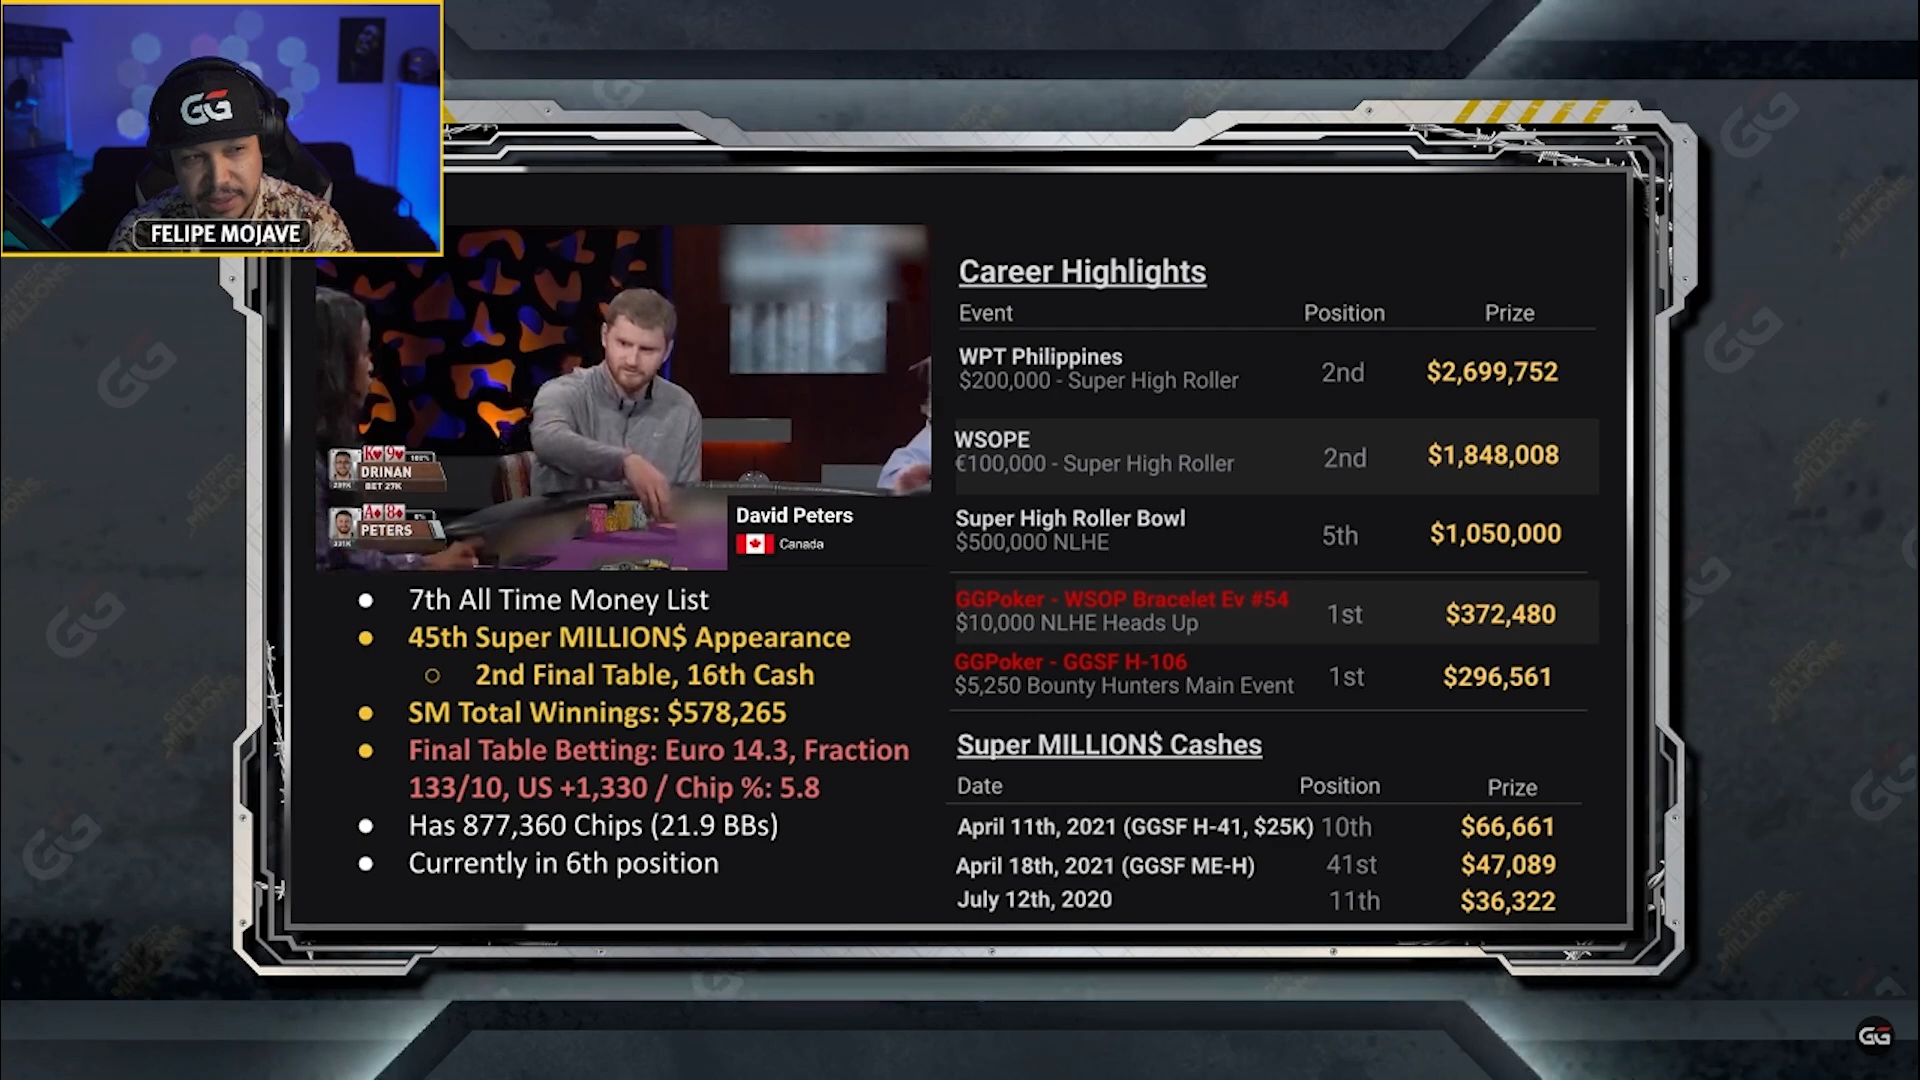 GG
FELIPE MOJAVE
K 9
DRINAN
BET 27K
A 8
PETERS
David Peters
Canada
7th All Time Money List
45th Super MILLION$ Appearance
2nd Final Table, 16th Cash
SM Total Winnings: $578,265
Final Table Betting: Euro 14.3, Fraction
133/10, US +1,330 / Chip %: 5.8
Has 877,360 Chips (21.9 BBs)
Currently in 6th position
Career Highlights
Event Position Prize
WPT Philippines
$200,000 - Super High Roller 2nd $2,699,752
WSOPE
€100,000 - Super High Roller 2nd $1,848,008
Super High Roller Bowl
$500,000 NLHE 5th $1,050,000
GGPoker - WSOP Bracelet Ev #54
$10,000 NLHE Heads Up 1st $372,480
GGPoker - GGSF H-106
$5,250 Bounty Hunters Main Event 1st $296,561
Super MILLION$ Cashes
Date Position Prize
April 11th, 2021 (GGSF H-41, $25K) 10th $66,661
April 18th, 2021 (GGSF ME-H) 41st $47,089
July 12th, 2020 11th $36,322
GG